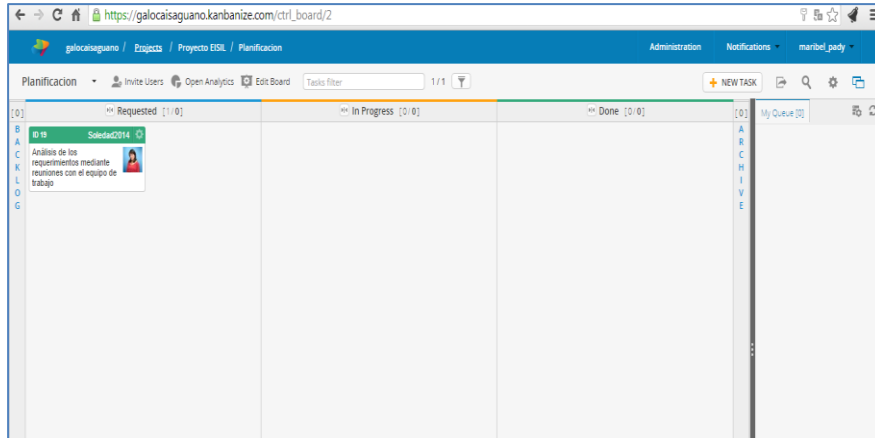 https://galocaisaguano.kanbanize.com/ctrl_board/2
galocaisaguano / Projects / Proyecto EISIL / Planificacion
Administration
Notifications
maribel_pady
Planificacion
Invite Users
Open Analytics
Edit Board
Tasks filter
1/1
+ NEW TASK
[0]
Requested [1/0]
In Progress [0/0]
Done [0/0]
[0]
My Queue [0]
BACKLOG
ID 19
Soledad2014
Análisis de los
requerimientos mediante
reuniones con el equipo de
trabajo
ARCHIVE